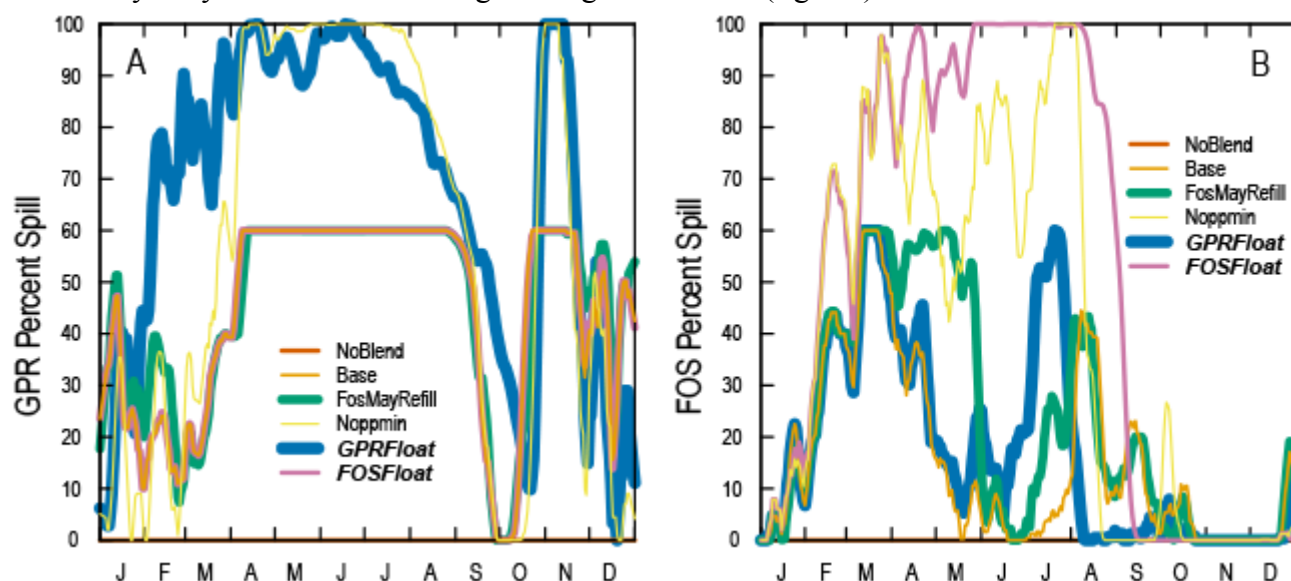 A
GPR Percent Spill
100
90
80
70
60
50
40
30
20
10
0
NoBlend
Base
FosMayRefill
Noppmin
GPRFloat
FOSFloat
J F M A M J J A S O N D
B
FOS Percent Spill
100
90
80
70
60
50
40
30
20
10
0
NoBlend
Base
FosMayRefill
Noppmin
GPRFloat
FOSFloat
J F M A M J J A S O N D